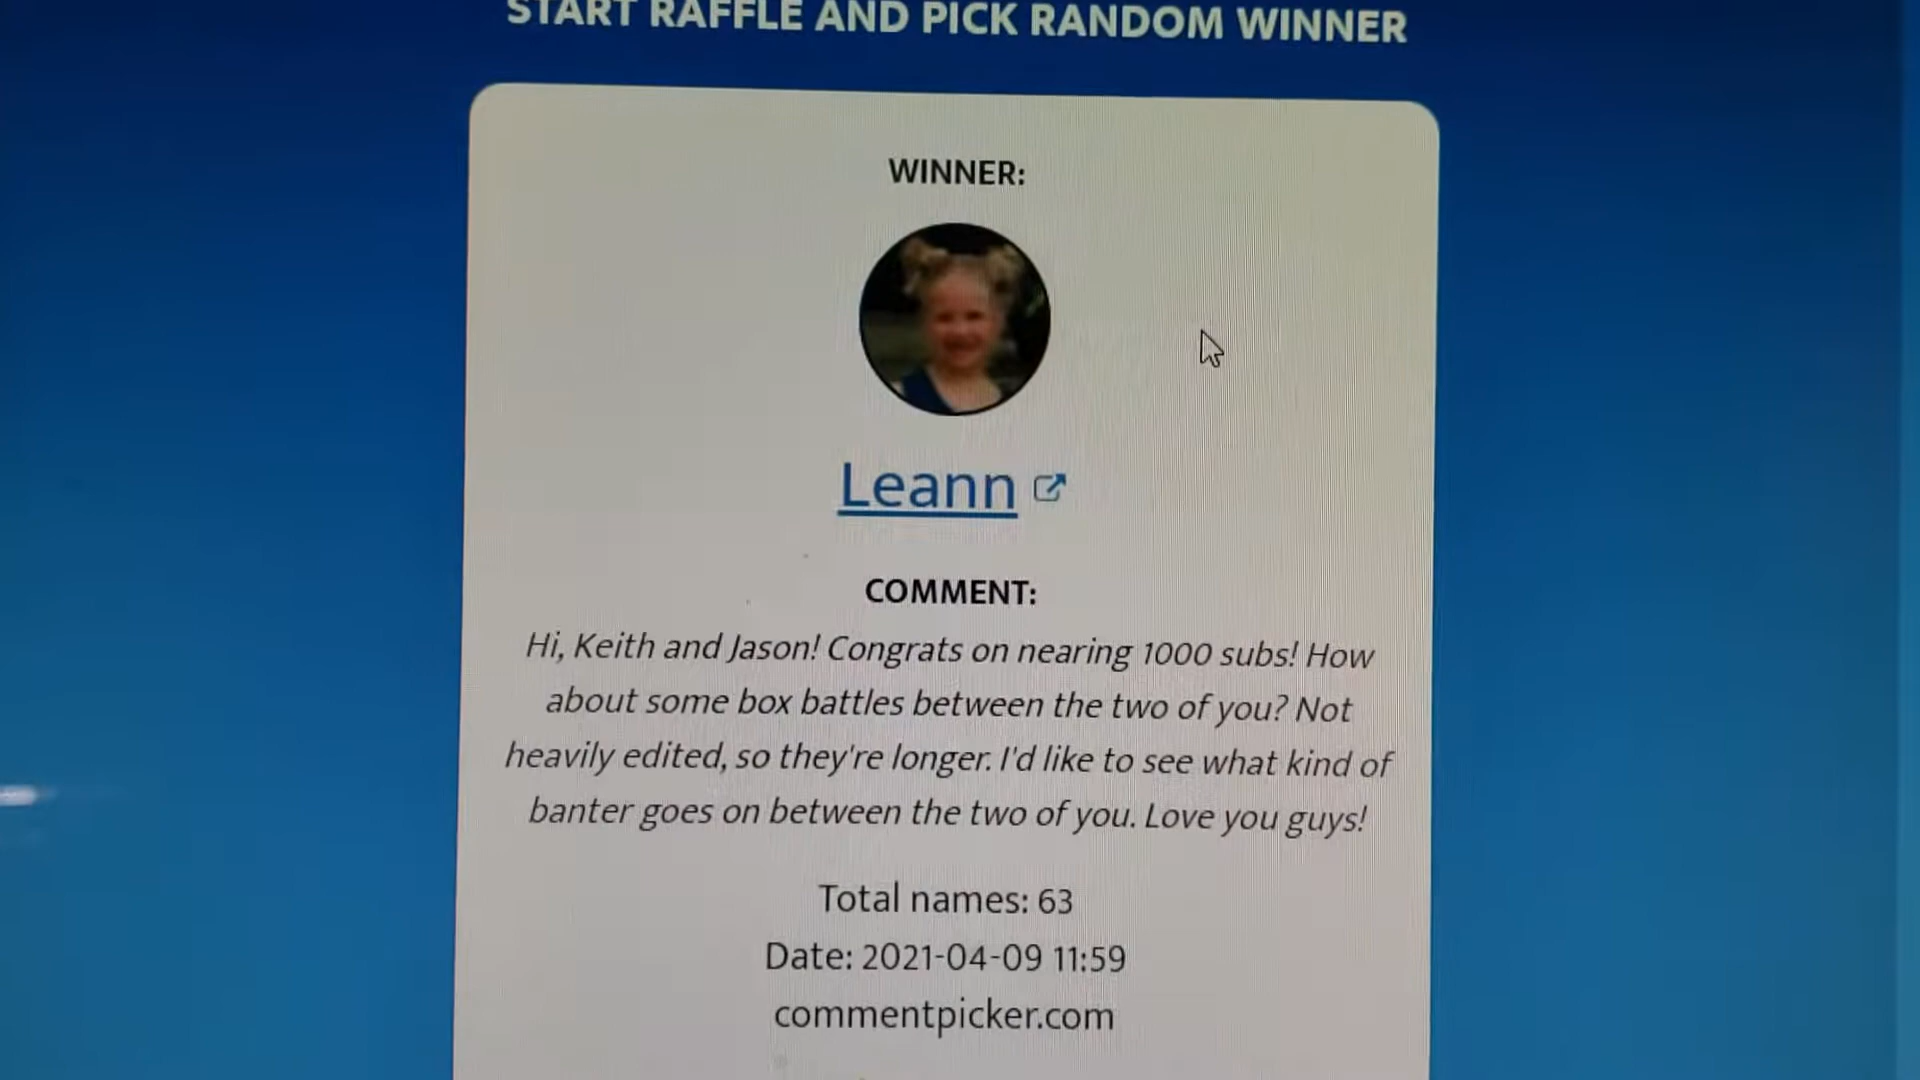 START RAFFLE AND PICK RANDOM WINNER
WINNER:
Leann
COMMENT:
Hi, Keith and Jason! Congrats on nearing 1000 subs! How
about some box battles between the two of you? Not
heavily edited, so they're longer. I'd like to see what kind of
banter goes on between the two of you. Love you guys!
Total names: 63
Date: 2021-04-09 11:59
commentpicker.com